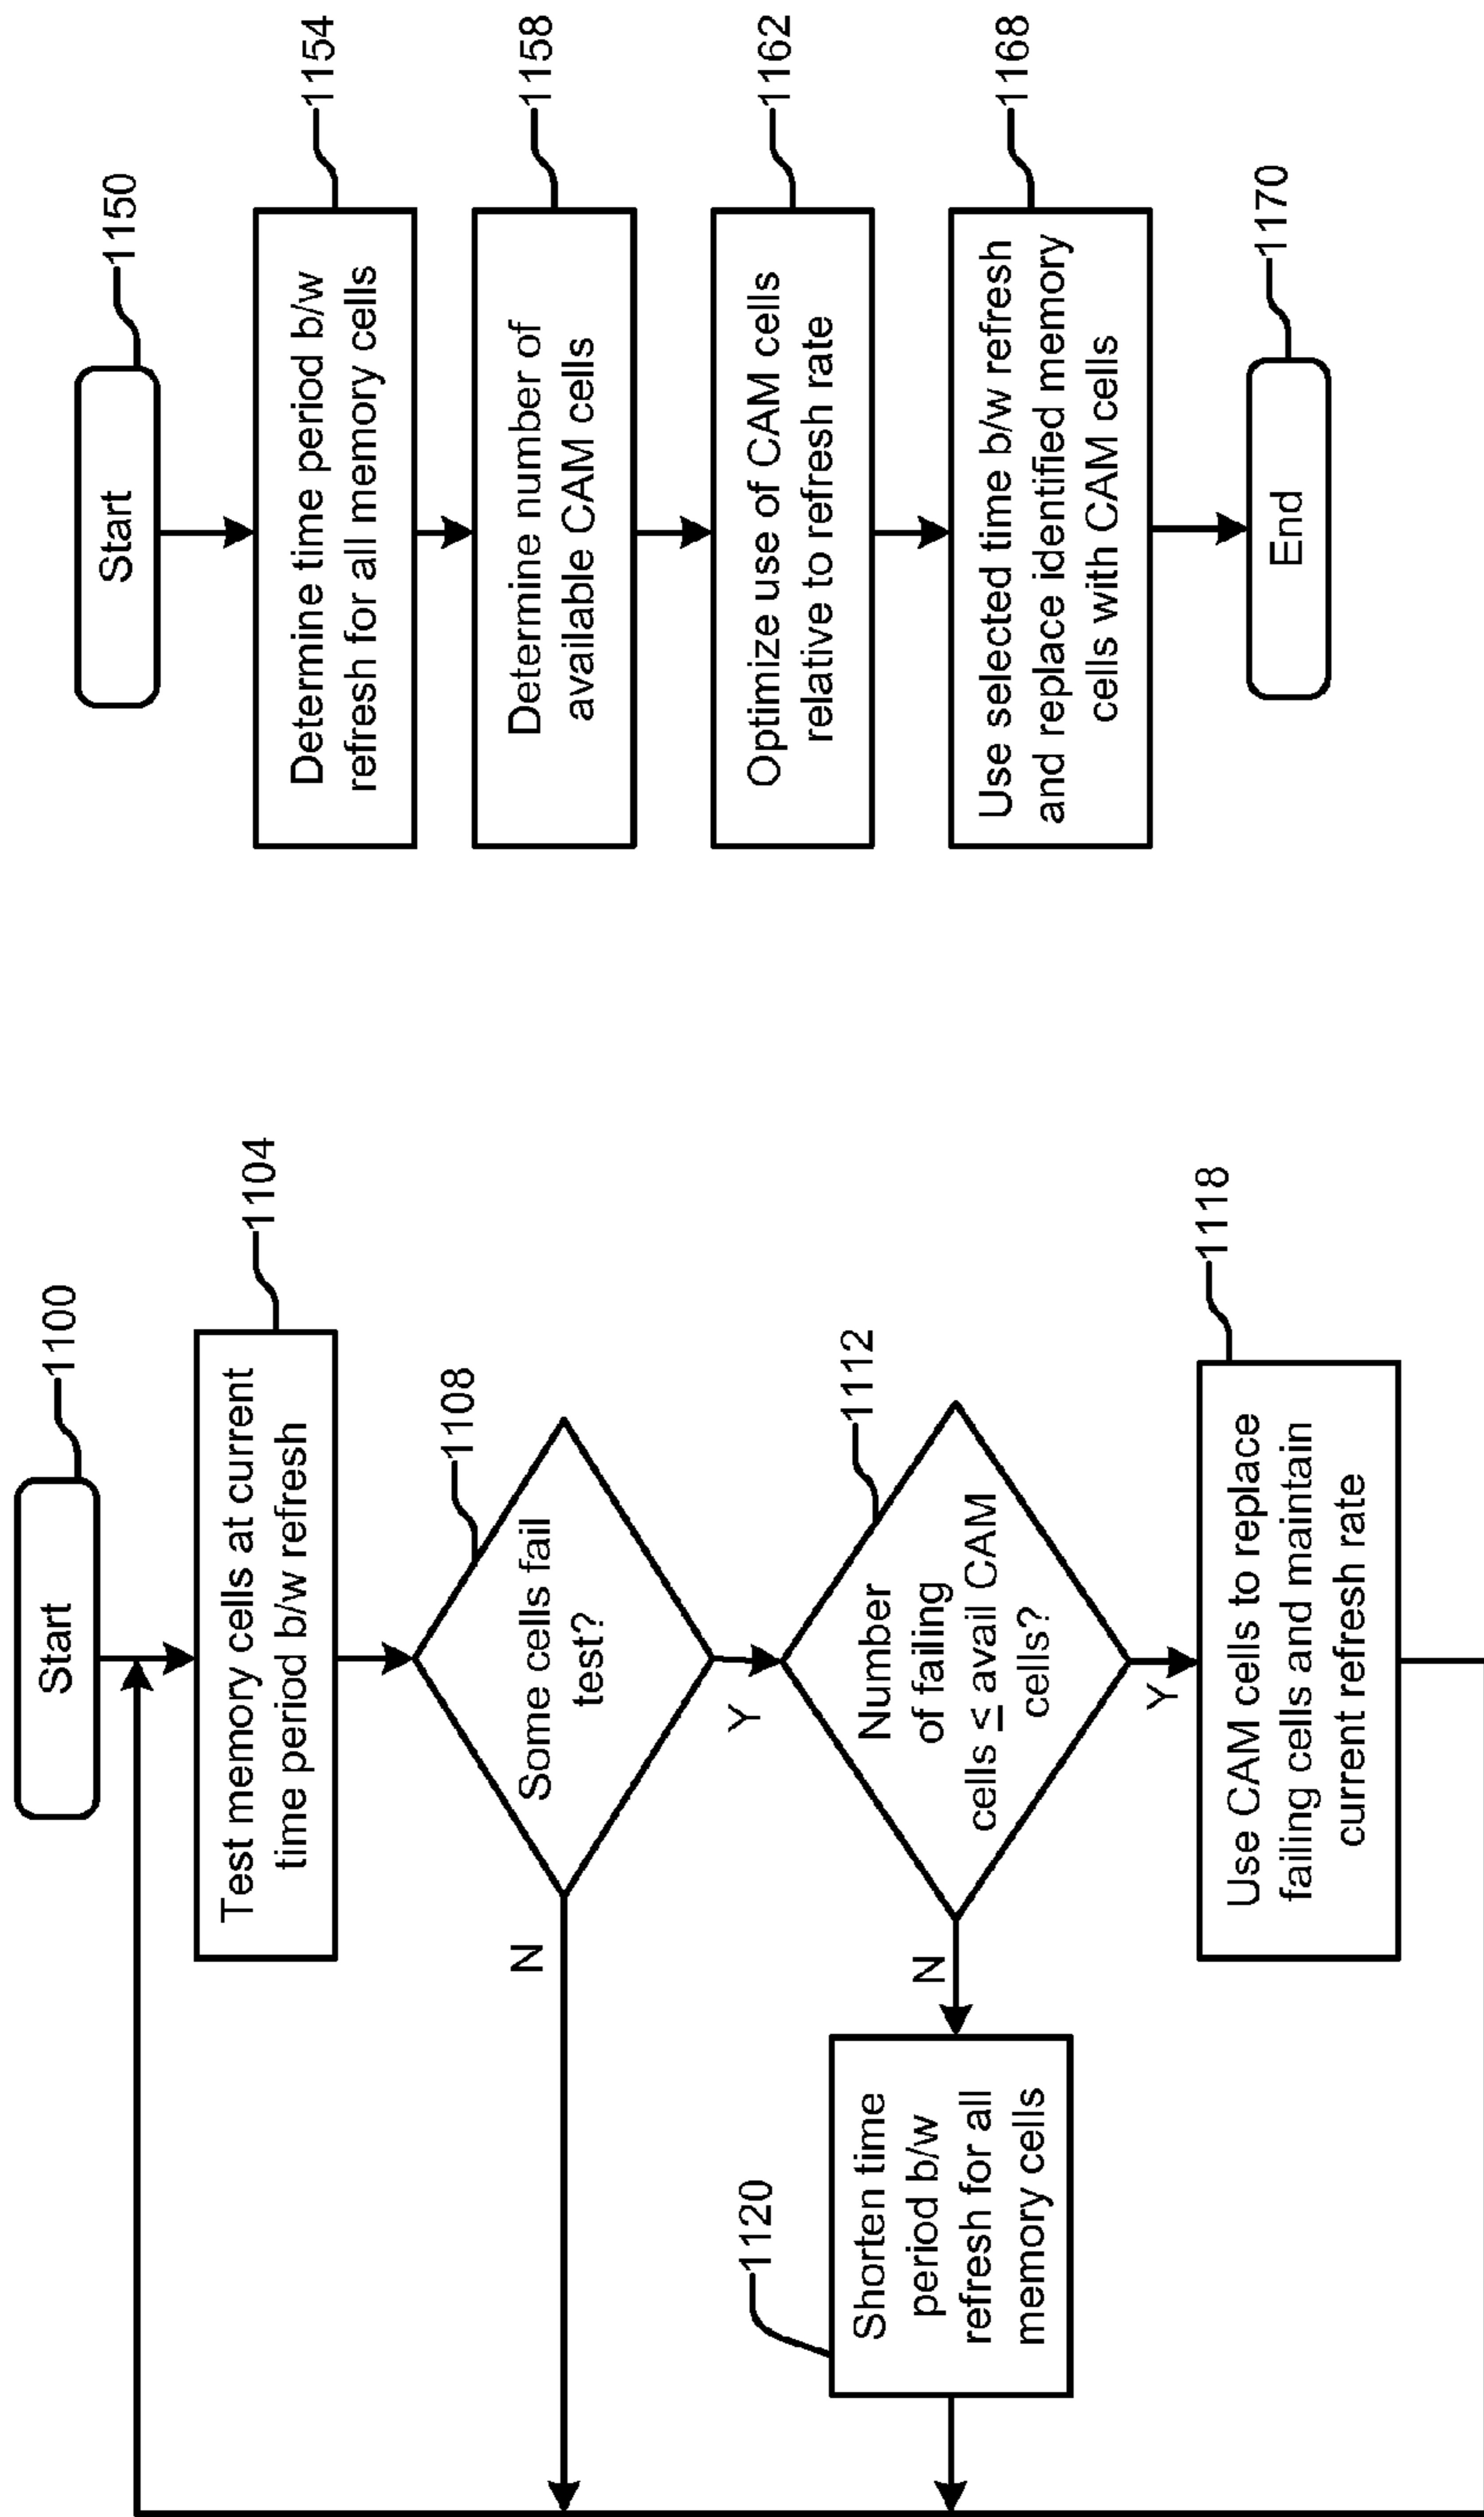 Start
1100
Test memory cells at current
time period b/w refresh
1104
Some cells fail
test?
1108
N
Y
Number
of failing
cells ≤ avail CAM
cells?
1112
N
Y
Shorten time
period b/w
refresh for all
memory cells
1120
Use CAM cells to replace
failing cells and maintain
current refresh rate
1118
Start
1150
Determine time period b/w
refresh for all memory cells
1154
Determine number of
available CAM cells
1158
Optimize use of CAM cells
relative to refresh rate
1162
Use selected time b/w refresh
and replace identified memory
cells with CAM cells
1168
End
1170